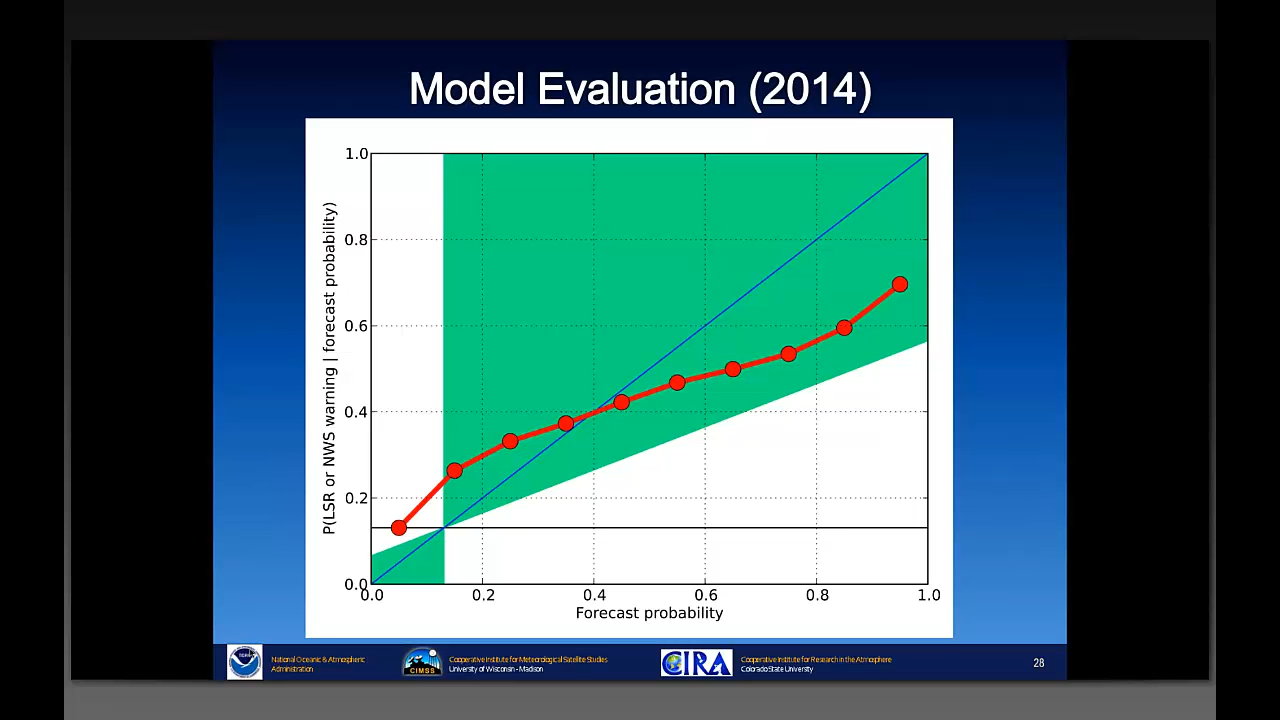 Model Evaluation (2014)
P(LSR or NWS warning | forecast probability)
1.0
0.8
0.6
0.4
0.2
0.0
0.0 0.2 0.4 0.6 0.8 1.0
Forecast probability
National Oceanic & Atmospheric
Administration
CIMSS
Cooperative Institute for Meteorological Satellite Studies
University of Wisconsin - Madison
CIRA
Cooperative Institute for Research in the Atmosphere
Colorado State University
28